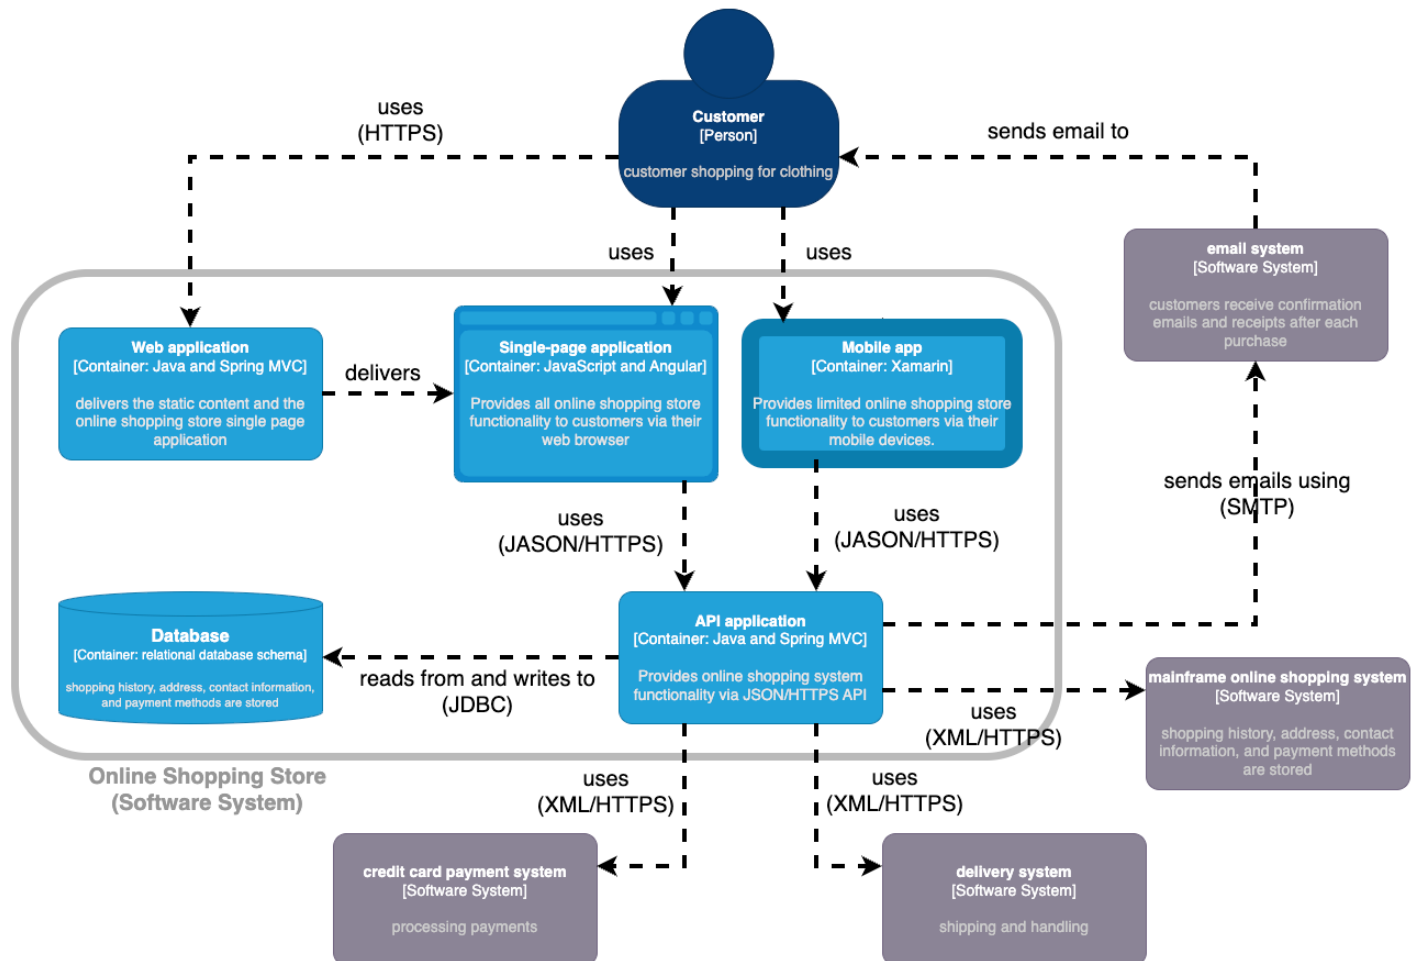 Customer
[Person]
customer shopping for clothing
uses
(HTTPS)
sends email to
uses
uses
email system
[Software System]
customers receive confirmation
emails and receipts after each
purchase
Web application
[Container: Java and Spring MVC]
delivers the static content and the
online shopping store single page
application
delivers
Single-page application
[Container: JavaScript and Angular]
Provides all online shopping store
functionality to customers via their
web browser
Mobile app
[Container: Xamarin]
Provides limited online shopping store
functionality to customers via their
mobile devices.
sends emails using
(SMTP)
uses
(JASON/HTTPS)
uses
(JASON/HTTPS)
Database
[Container: relational database schema]
shopping history, address, contact information,
and payment methods are stored
reads from and writes to
(JDBC)
API application
[Container: Java and Spring MVC]
Provides online shopping system
functionality via JSON/HTTPS API
uses
(XML/HTTPS)
mainframe online shopping system
[Software System]
shopping history, address, contact
information, and payment methods
are stored
Online Shopping Store
(Software System)
uses
(XML/HTTPS)
uses
(XML/HTTPS)
credit card payment system
[Software System]
processing payments
delivery system
[Software System]
shipping and handling